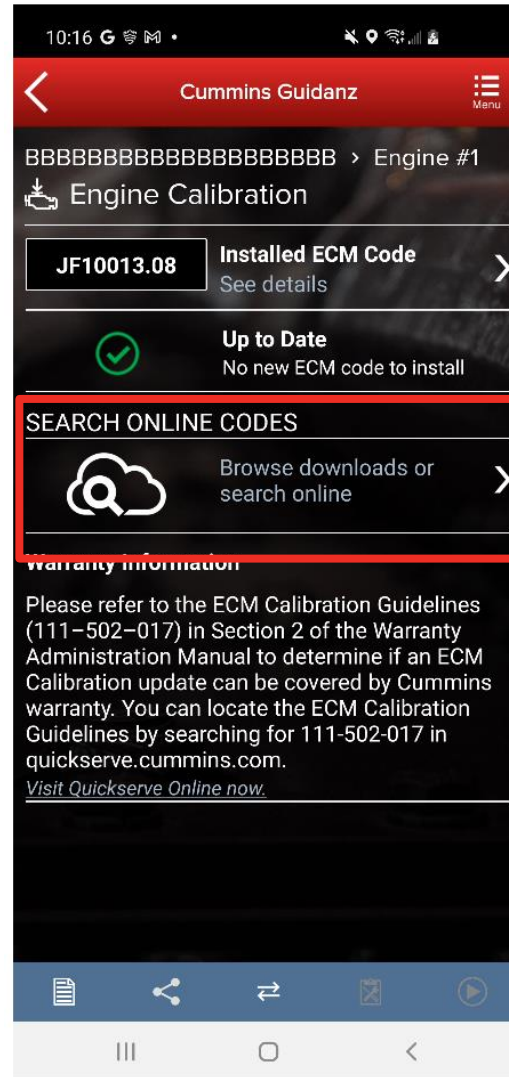 10:16 G
Cummins Guidanz
Menu
BBBBBBBBBBBBBBBBBBBB > Engine #1
Engine Calibration
JF10013.08
Installed ECM Code
See details
Up to Date
No new ECM code to install
SEARCH ONLINE CODES
Browse downloads or
search online
Warranty Information
Please refer to the ECM Calibration Guidelines
(111–502–017) in Section 2 of the Warranty
Administration Manual to determine if an ECM
Calibration update can be covered by Cummins
warranty. You can locate the ECM Calibration
Guidelines by searching for 111-502-017 in
quickserve.cummins.com.
Visit Quickserve Online now.